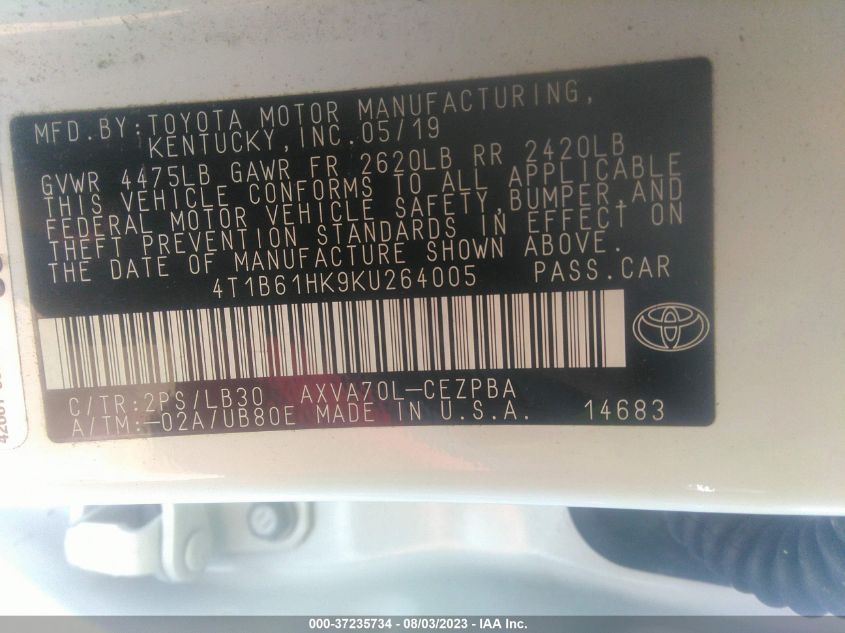 MFD.BY:TOYOTA MOTOR MANUFACTURING,
KENTUCKY,INC.05/19
GVWR 4475LB GAWR FR 2620LB RR 2420LB
THIS VEHICLE CONFORMS TO ALL APPLICABLE
FEDERAL MOTOR VEHICLE SAFETY,BUMPER,AND
THEFT PREVENTION STANDARDS IN EFFECT ON
THE DATE OF MANUFACTURE SHOWN ABOVE.
4T1B61HK9KU264005 PASS.CAR
C/TR:2PS/LB30 AXVA70L-CEZPBA
A/TM:-02A/UB80E MADE IN U.S.A. 14683
000-37235734 - 08/03/2023 - IAA Inc.